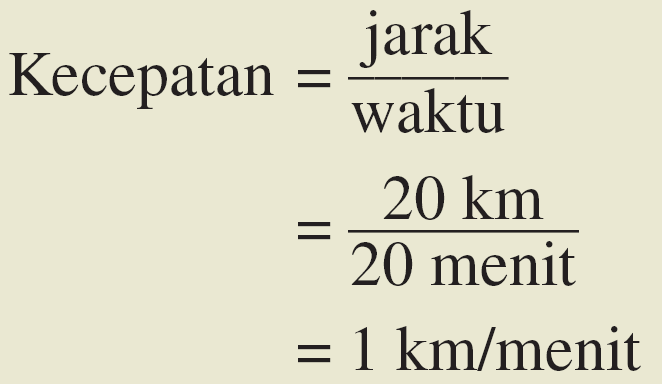 Kecepatan = jarak
waktu
= 20 km
20 menit
= 1 km/menit